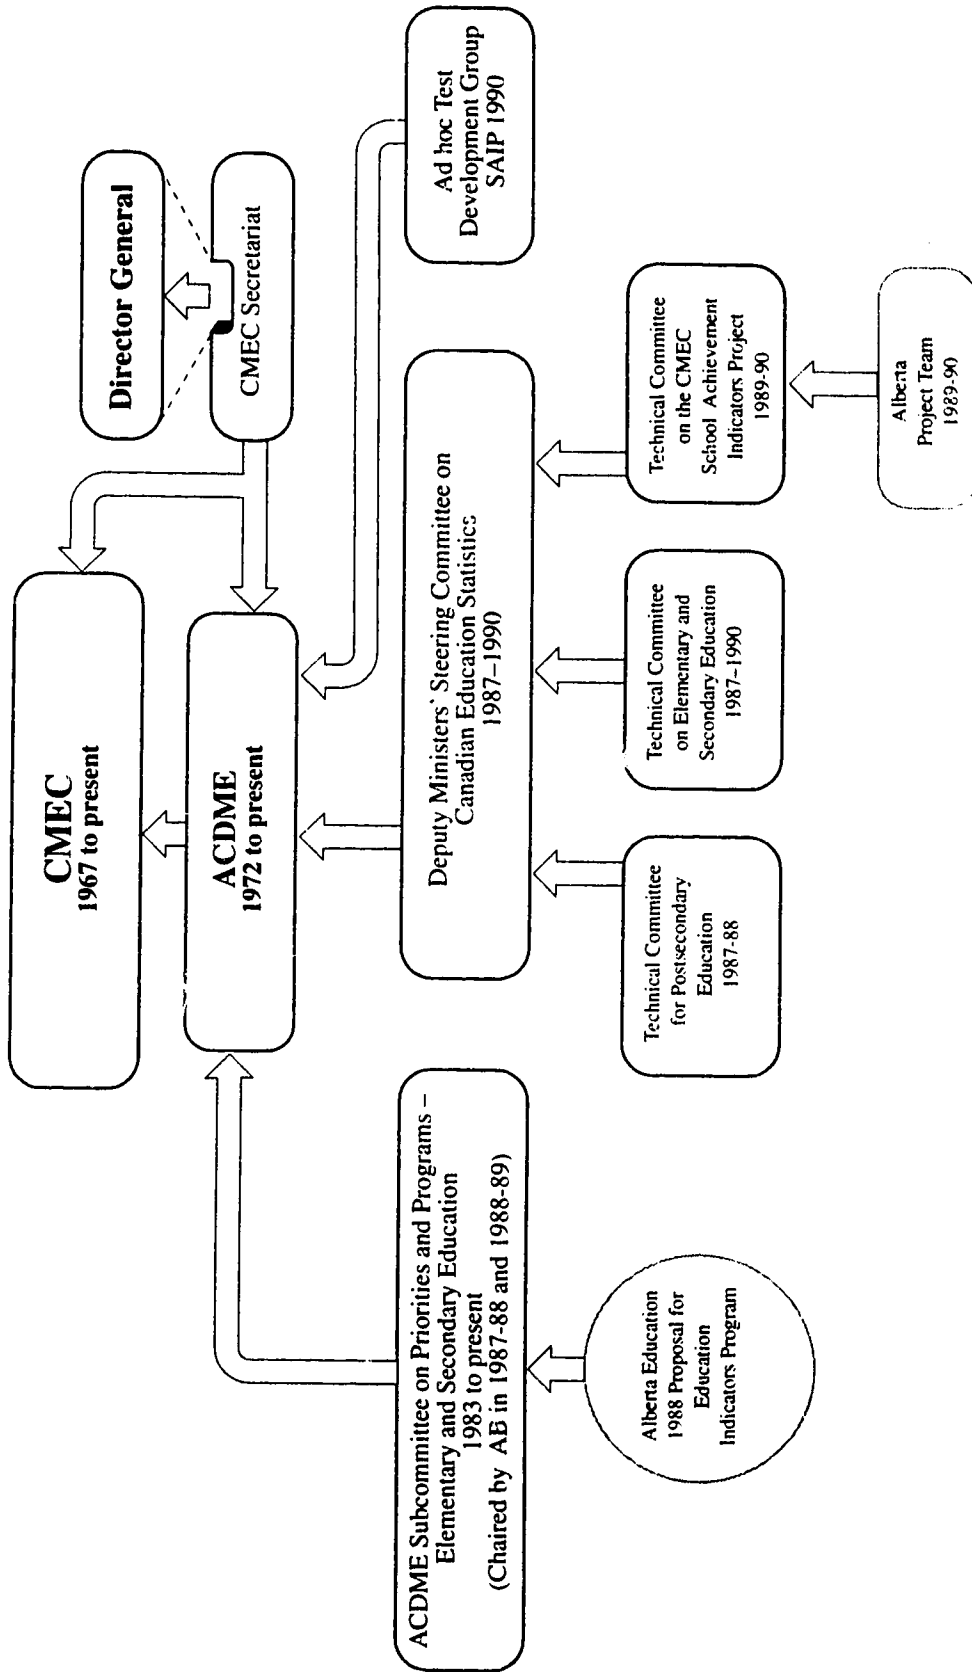 CMEC
1967 to present
ACDME
1972 to present
Director General
CMEC Secretariat
ACDME Subcommittee on Priorities and Programs –
Elementary and Secondary Education
1983 to present
(Chaired by AB in 1987-88 and 1988-89)
Deputy Ministers' Steering Committee on
Canadian Education Statistics
1987–1990
Ad hoc Test
Development Group
SAIP 1990
Alberta Education
1988 Proposal for
Education
Indicators Program
Technical Committee
for Postsecondary
Education
1987-88
Technical Committee
on Elementary and
Secondary Education
1987–1990
Technical Committee
on the CMEC
School Achievement
Indicators Project
1989-90
Alberta
Project Team
1989-90